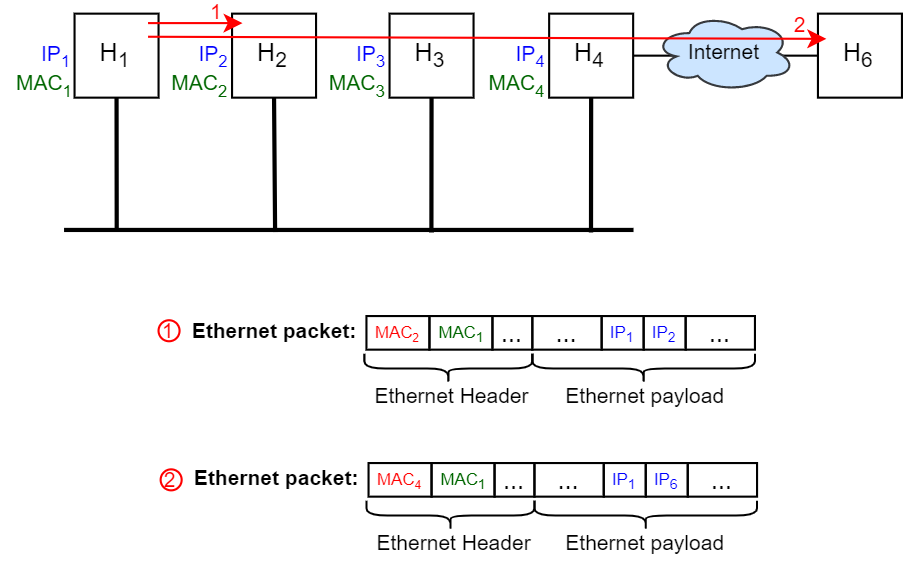 1 2
H₁ H₂ H₃ H₄ Internet H₆
IP₁ IP₂ IP₃ IP₄
MAC₁ MAC₂ MAC₃ MAC₄
1 Ethernet packet: MAC₂ MAC₁ ... ... IP₁ IP₂ ...
Ethernet Header Ethernet payload
2 Ethernet packet: MAC₄ MAC₁ ... ... IP₁ IP₆ ...
Ethernet Header Ethernet payload